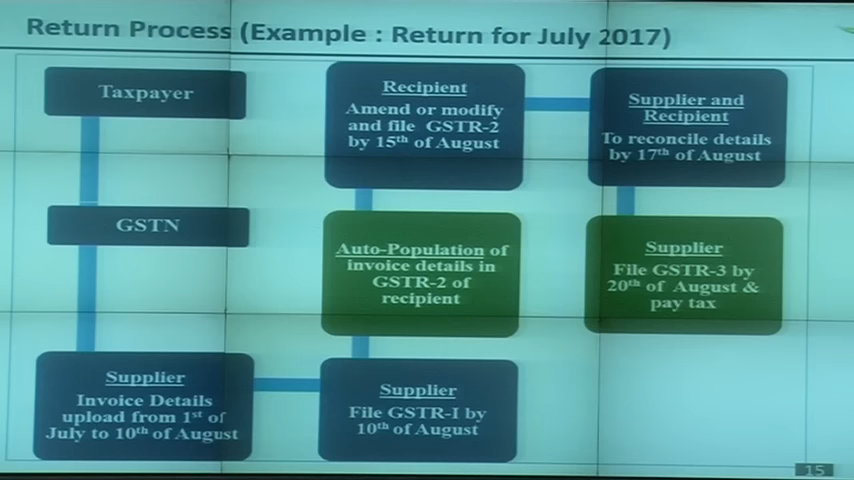 Return Process (Example : Return for July 2017)
Taxpayer
GSTN
Supplier
Invoice Details
upload from 1st of
July to 10th of August
Supplier
File GSTR-I by
10th of August
Auto-Population of
invoice details in
GSTR-2 of
recipient
Recipient
Amend or modify
and file GSTR-2
by 15th of August
Supplier and
Recipient
To reconcile details
by 17th of August
Supplier
File GSTR-3 by
20th of August &
pay tax
15